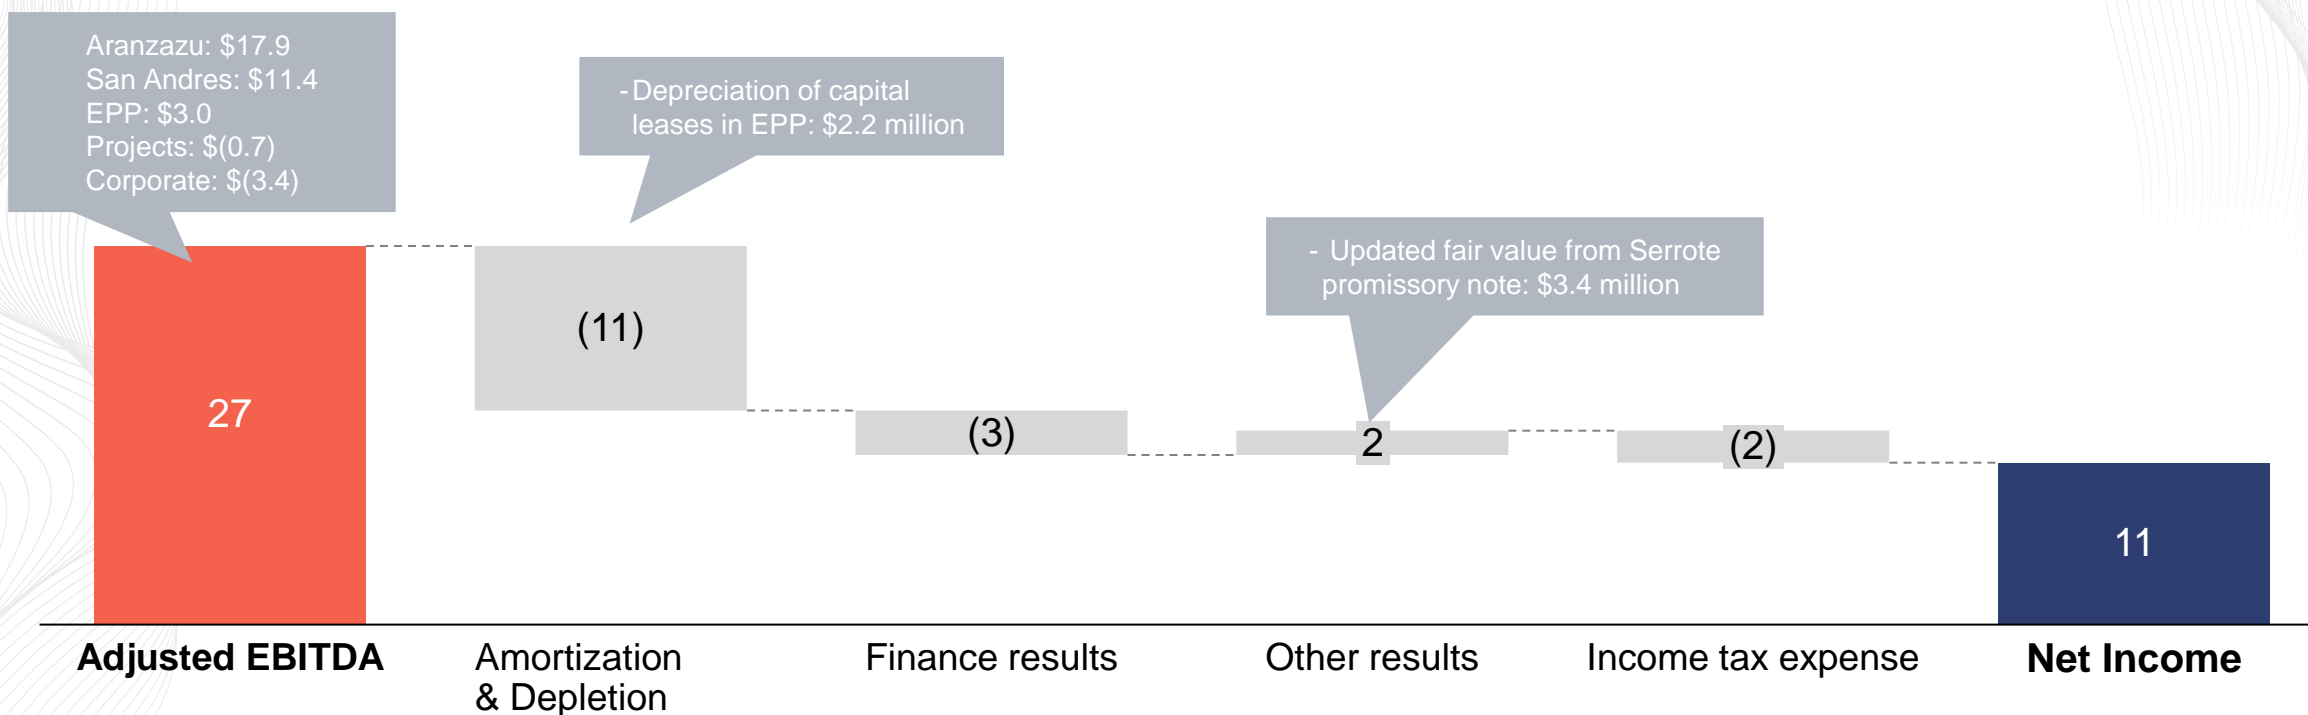 Aranzazu: $17.9
San Andres: $11.4
EPP: $3.0
Projects: $(0.7)
Corporate: $(3.4)
- Depreciation of capital
leases in EPP: $2.2 million
- Updated fair value from Serrote
promissory note: $3.4 million
27
(11)
(3)
2
(2)
11
Adjusted EBITDA
Amortization
& Depletion
Finance results
Other results
Income tax expense
Net Income